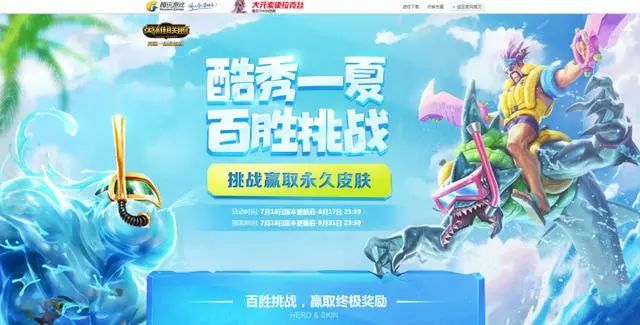 腾讯游戏
大元素使拉克丝
英雄联盟
酷秀一夏
百胜挑战
挑战赢取永久皮肤
活动时间 7月18日版本更新后-8月17日 23:59
7月18日版本更新后-8月31日 23:59
百胜挑战，赢取终极奖励
HERO & SKIN